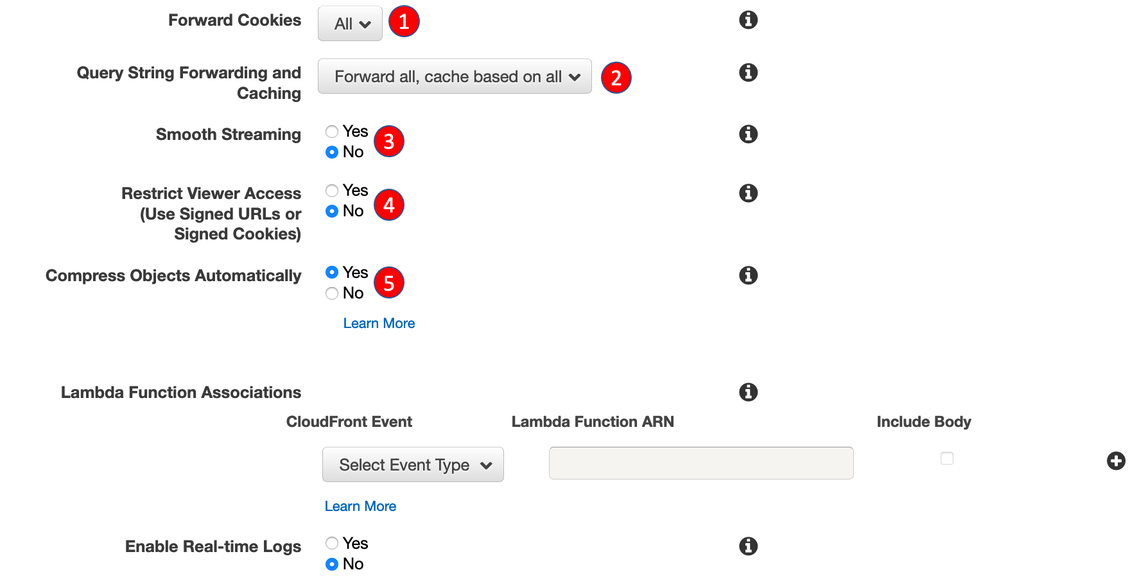 Forward Cookies All 1
Query String Forwarding and Forward all, cache based on all 2
Caching
Smooth Streaming Yes 3
No
Restrict Viewer Access Yes 4
(Use Signed URLs or No
Signed Cookies)
Compress Objects Automatically Yes 5
No
Learn More
Lambda Function Associations
CloudFront Event Lambda Function ARN Include Body
Select Event Type
Learn More
Enable Real-time Logs Yes
No